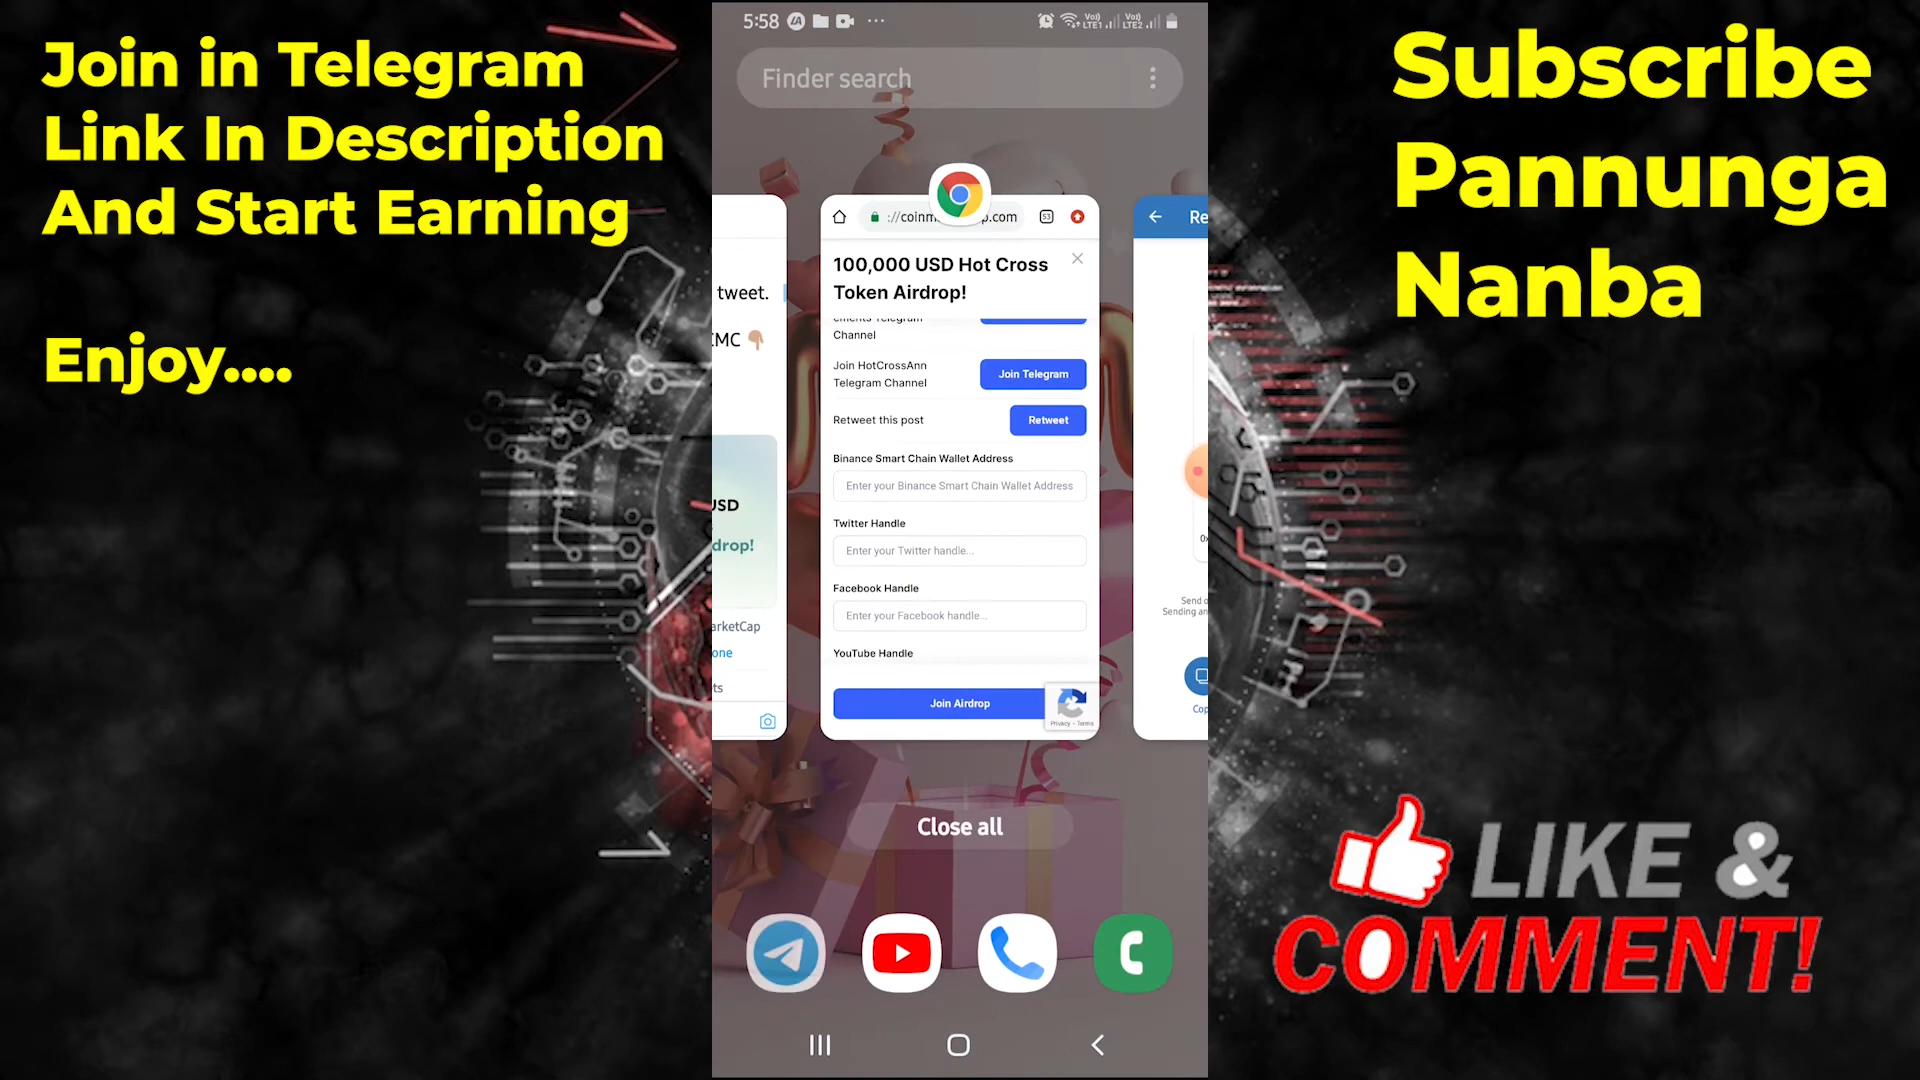 Join in Telegram
Link In Description
And Start Earning
Enjoy....
5:58
Finder search
tweet.
Channel
100,000 USD Hot Cross
Token Airdrop!
Join HotCrossAnn
Telegram Channel
Join Telegram
Retweet this post
Retweet
Binance Smart Chain Wallet Address
Enter your Binance Smart Chain Wallet Address
Twitter Handle
Enter your Twitter handle...
Facebook Handle
Enter your Facebook handle...
YouTube Handle
Join Airdrop
Privacy - Terms
Close all
Subscribe
Pannunga
Nanba
LIKE &
COMMENT!